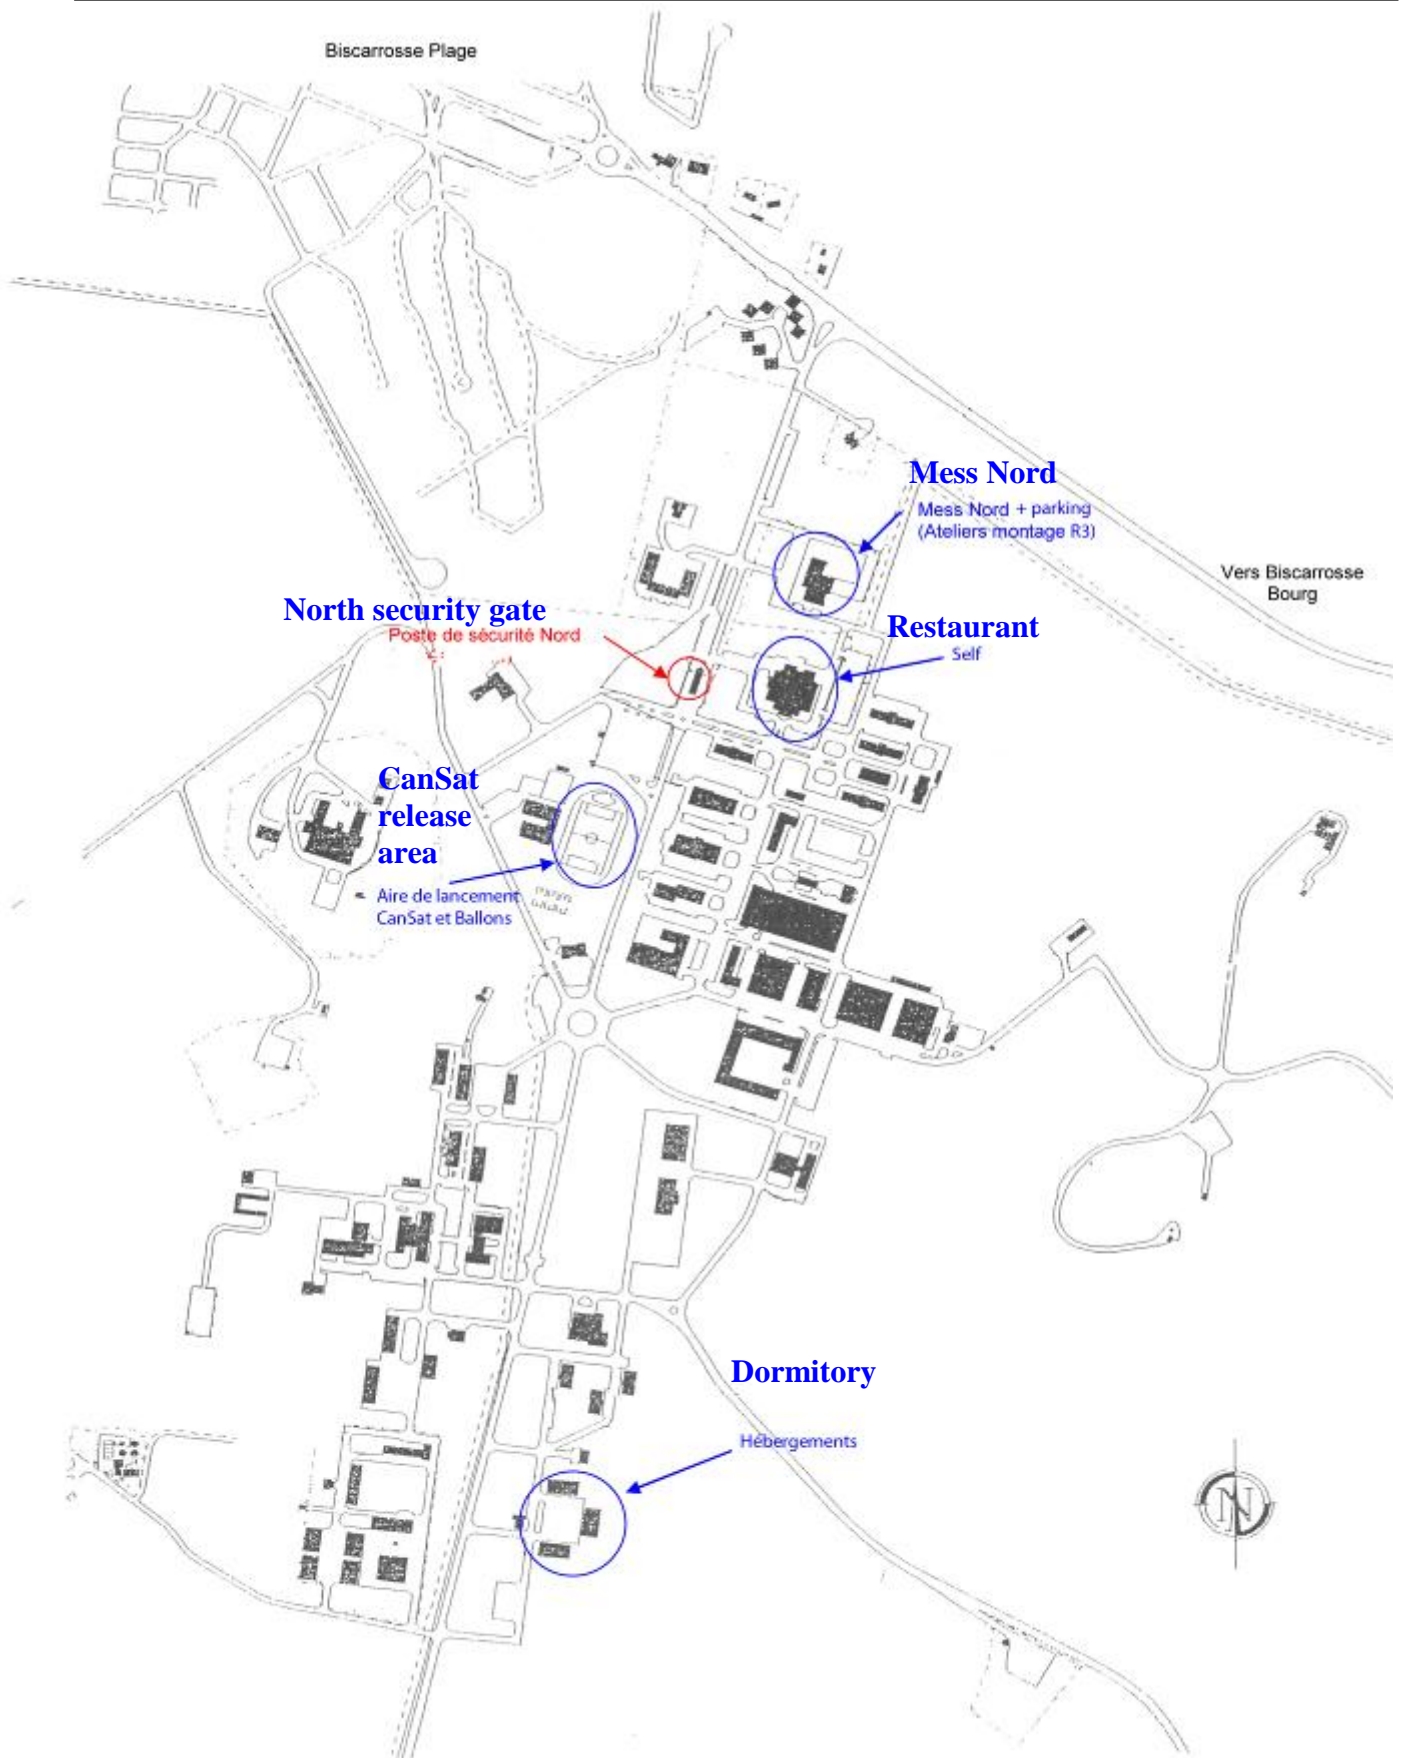 Biscarrosse Plage
Mess Nord
Mess Nord + parking
(Ateliers montage R3)
Vers Biscarrosse
Bourg
North security gate
Poste de sécurité Nord
Restaurant
Self
CanSat
release
area
Aire de lancement
CanSat et Ballons
Dormitory
Hébergements
N